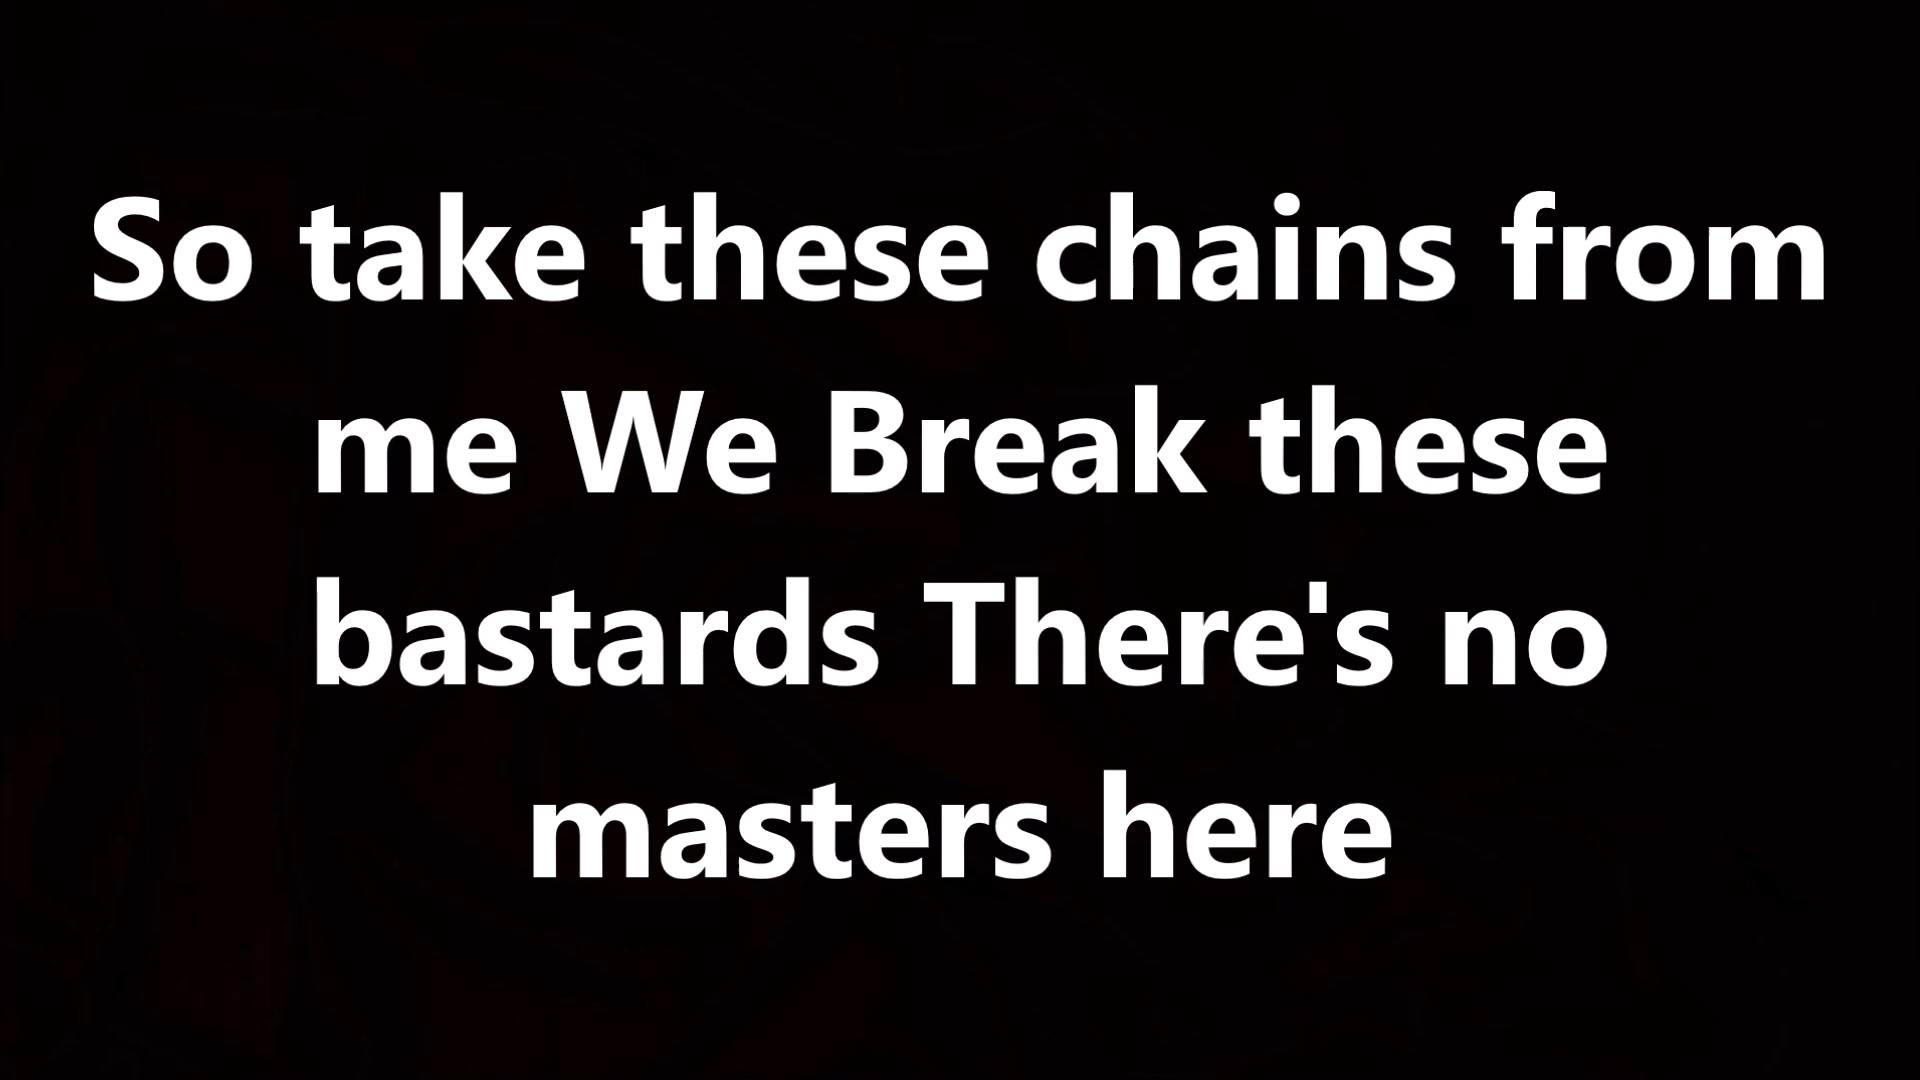 So take these chains from
me We Break these
bastards There's no
masters here